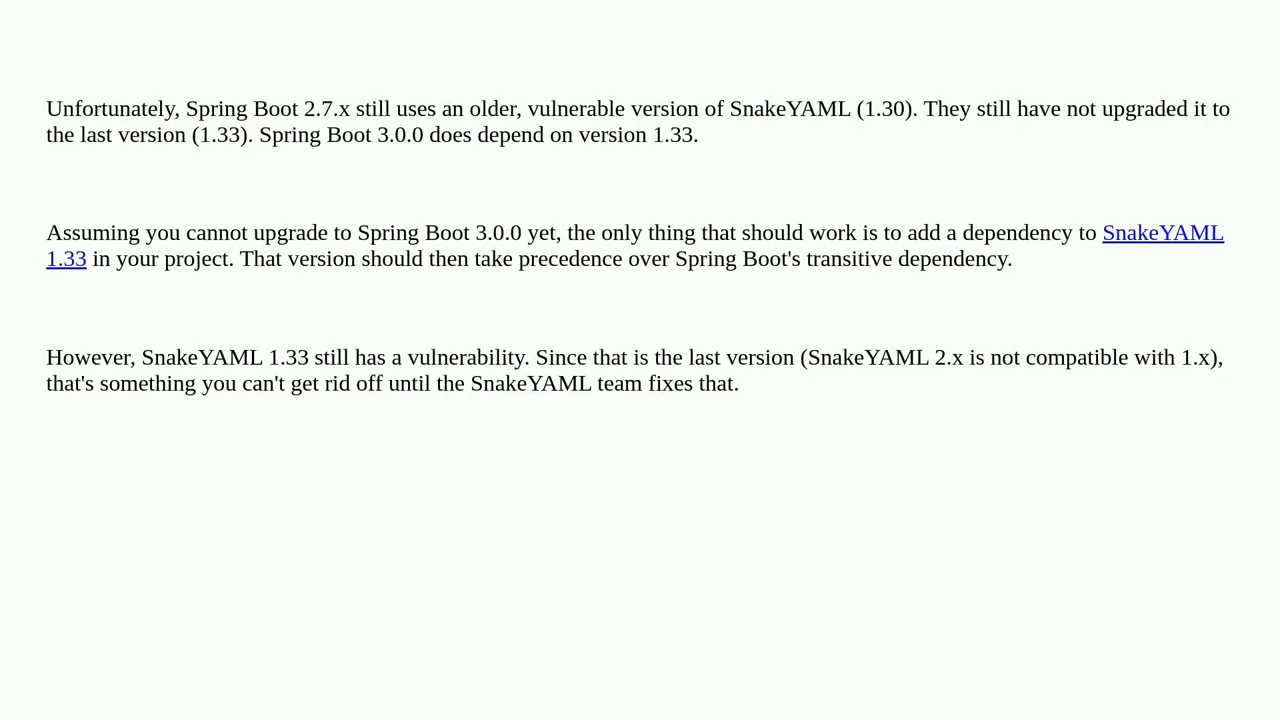 Unfortunately, Spring Boot 2.7.x still uses an older, vulnerable version of SnakeYAML (1.30). They still have not upgraded it to
the last version (1.33). Spring Boot 3.0.0 does depend on version 1.33.
Assuming you cannot upgrade to Spring Boot 3.0.0 yet, the only thing that should work is to add a dependency to SnakeYAML
1.33 in your project. That version should then take precedence over Spring Boot's transitive dependency.
However, SnakeYAML 1.33 still has a vulnerability. Since that is the last version (SnakeYAML 2.x is not compatible with 1.x),
that's something you can't get rid off until the SnakeYAML team fixes that.